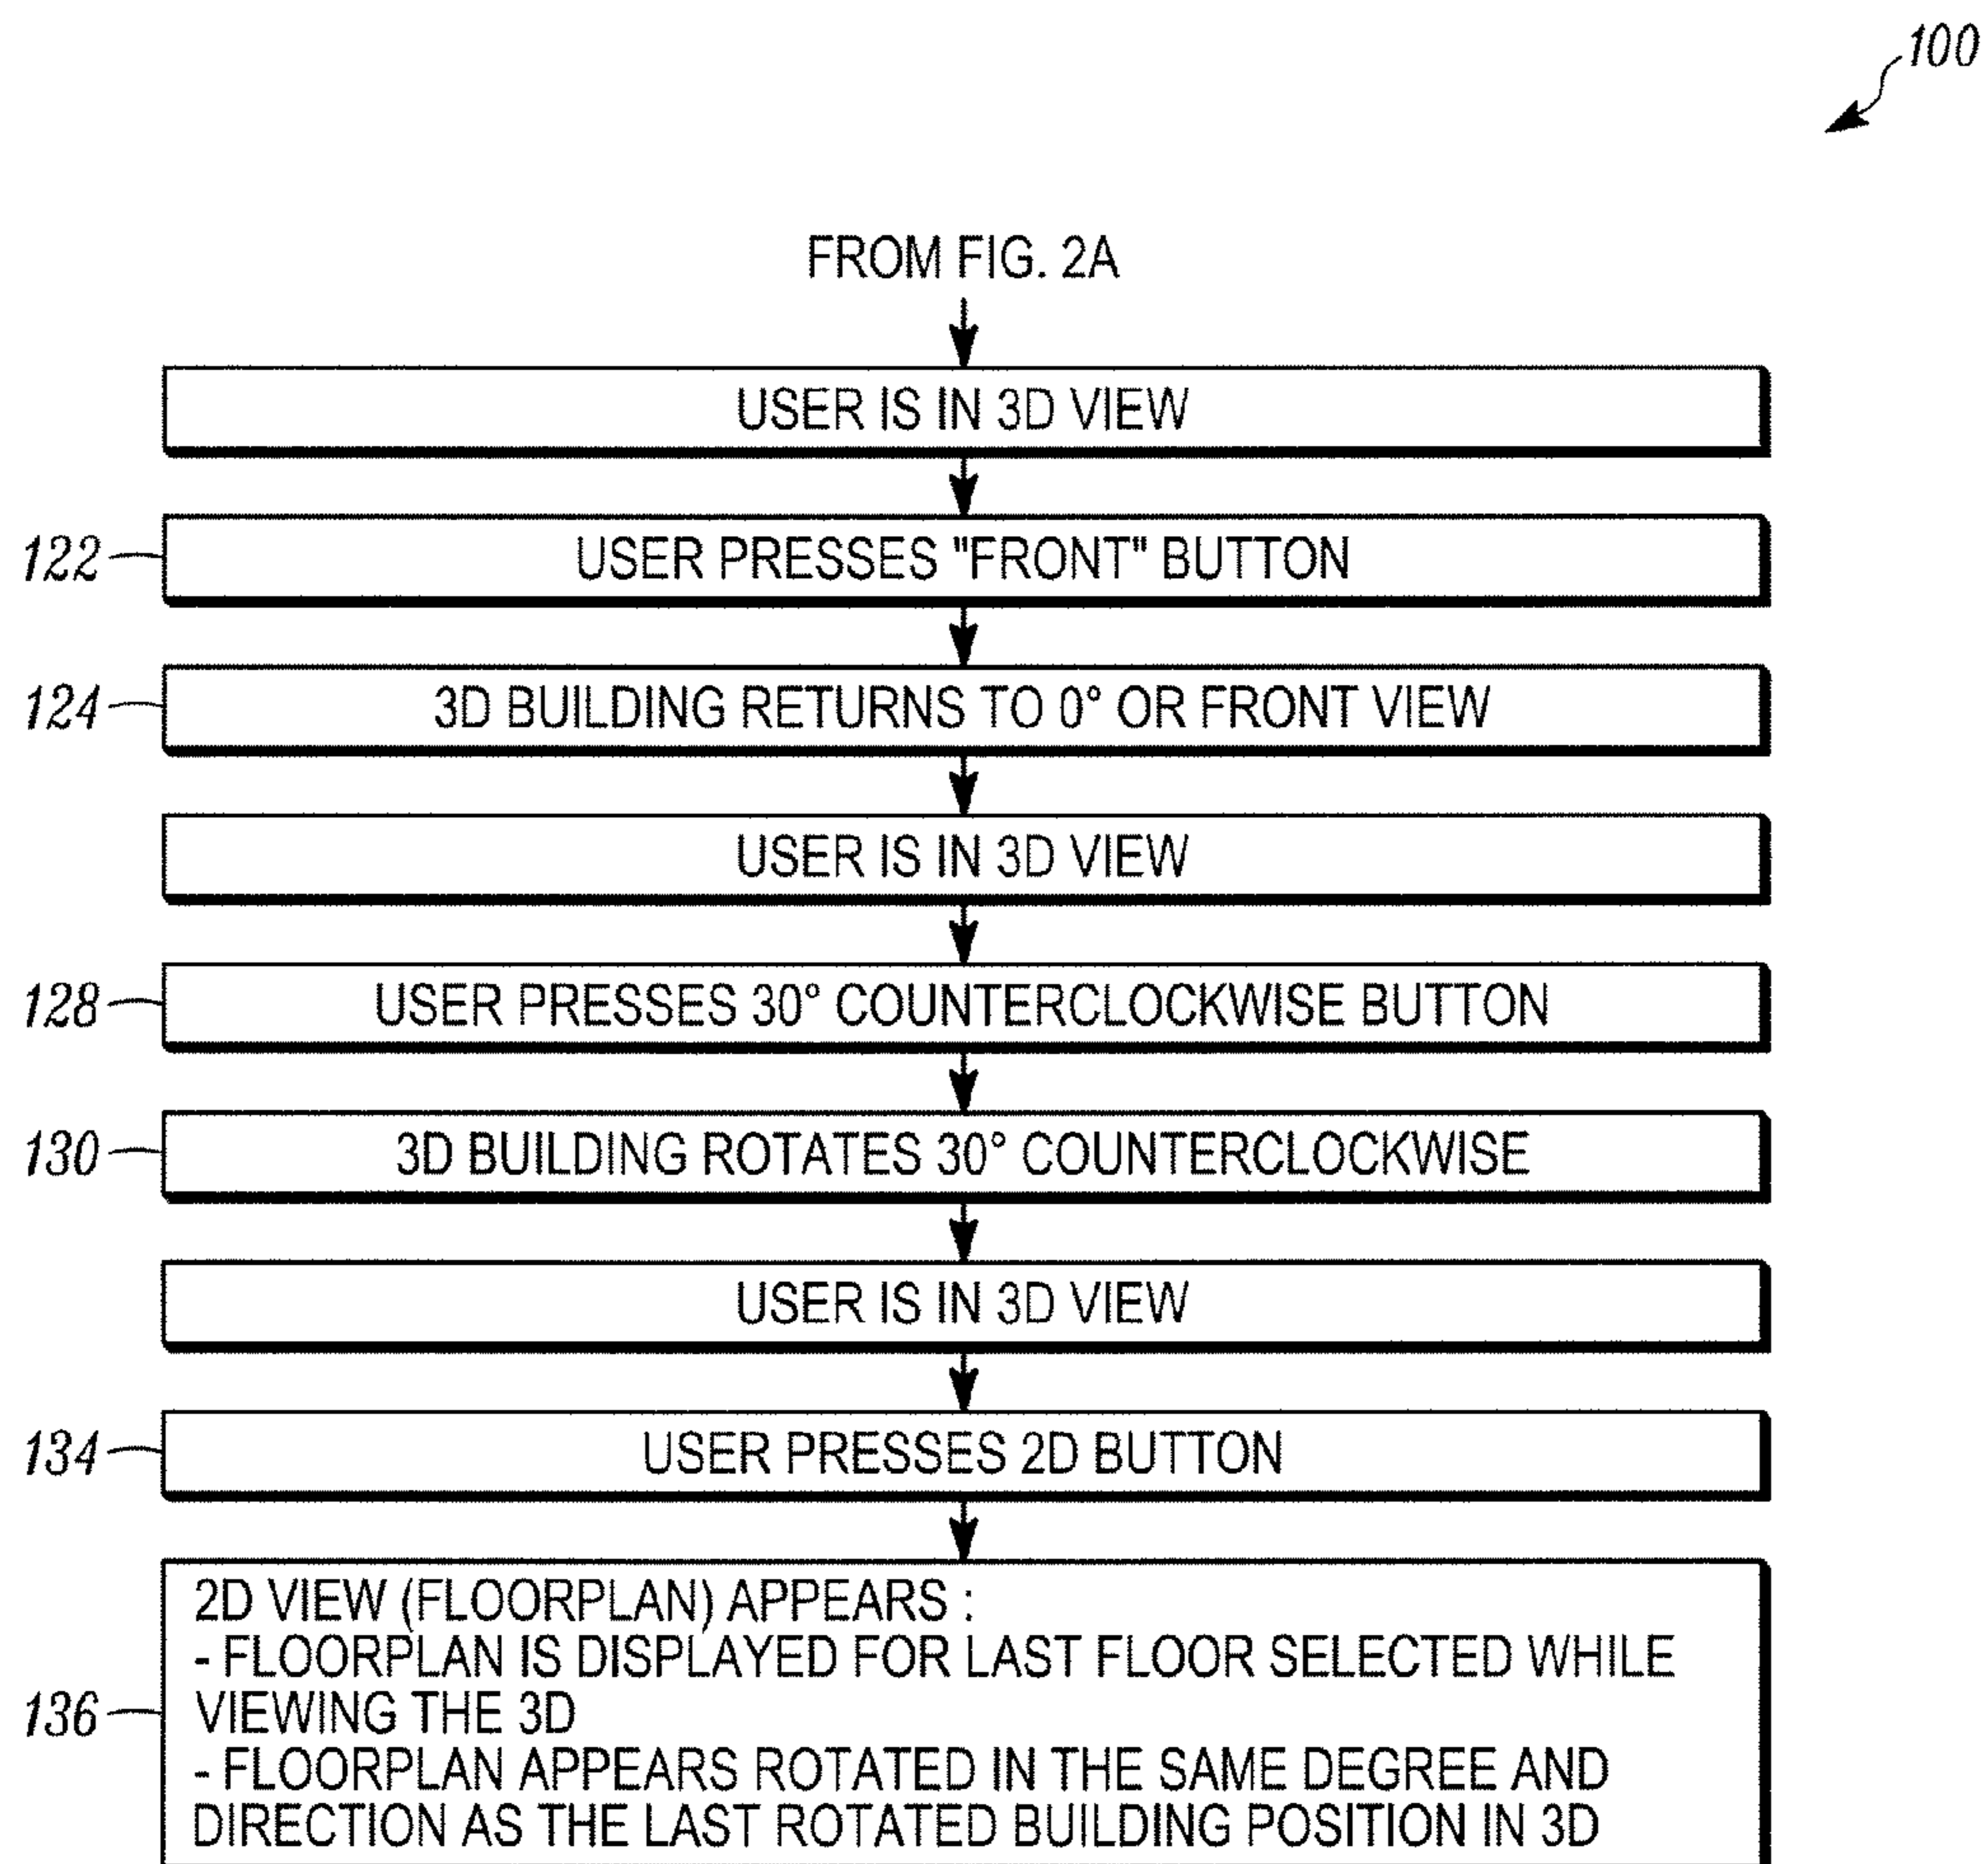 100
FROM FIG. 2A
USER IS IN 3D VIEW
122
USER PRESSES "FRONT" BUTTON
124
3D BUILDING RETURNS TO 0° OR FRONT VIEW
USER IS IN 3D VIEW
128
USER PRESSES 30° COUNTERCLOCKWISE BUTTON
130
3D BUILDING ROTATES 30° COUNTERCLOCKWISE
USER IS IN 3D VIEW
134
USER PRESSES 2D BUTTON
136
2D VIEW (FLOORPLAN) APPEARS :
- FLOORPLAN IS DISPLAYED FOR LAST FLOOR SELECTED WHILE
VIEWING THE 3D
- FLOORPLAN APPEARS ROTATED IN THE SAME DEGREE AND
DIRECTION AS THE LAST ROTATED BUILDING POSITION IN 3D